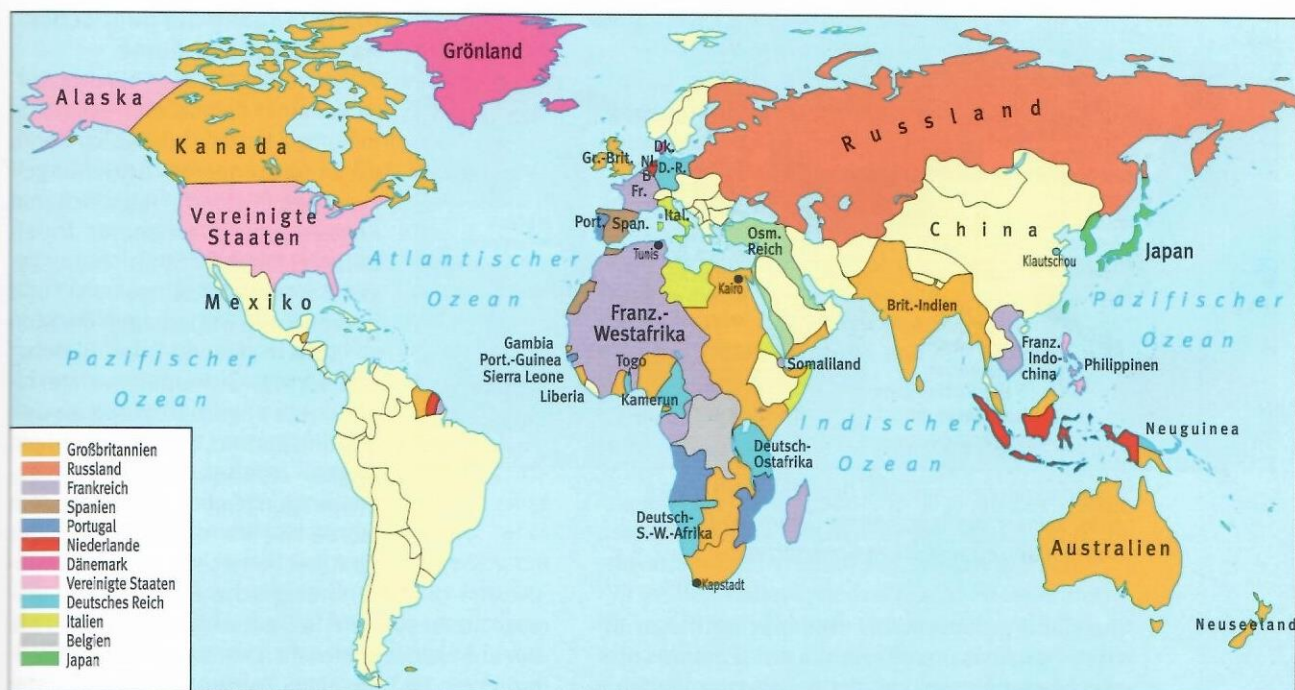 Grönland
Alaska
Kanada
Russland
Gr.-Brit.
Dk.
Nl.
D.-R.
B.
Fr.
Vereinigte
Staaten
Port.
Span.
Ital.
Osm.
Reich
China
Japan
Kiautschou
Tunis
Kairo
Atlantischer
Ozean
Mexiko
Franz.-
Westafrika
Brit.-Indien
Pazifischer
Ozean
Pazifischer
Ozean
Gambia
Port.-Guinea
Sierra Leone
Togo
Liberia
Kamerun
Somaliland
Franz.
Indo-
china
Philippinen
Indischer
Ozean
Neuguinea
Deutsch-
Ostafrika
Deutsch-
S.-W.-Afrika
Kapstadt
Australien
Neuseeland
Großbritannien
Russland
Frankreich
Spanien
Portugal
Niederlande
Dänemark
Vereinigte Staaten
Deutsches Reich
Italien
Belgien
Japan